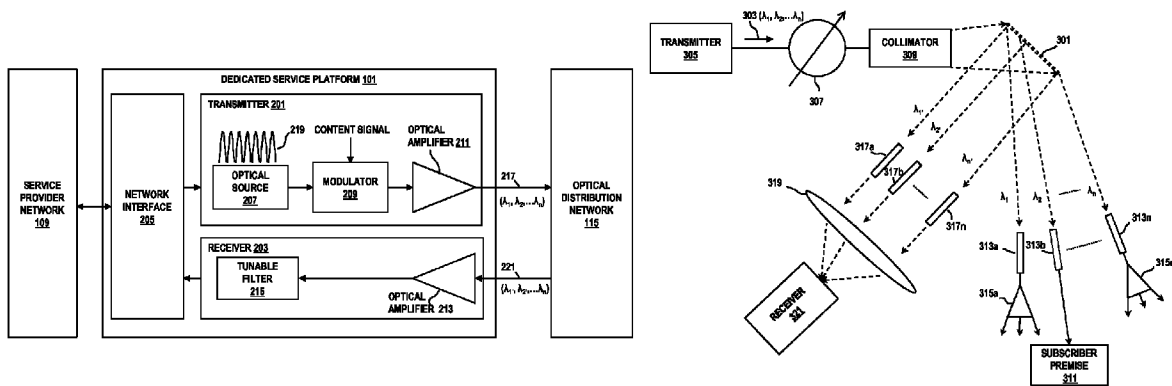 SERVICE
PROVIDER
NETWORK
109
DEDICATED SERVICE PLATFORM 101
NETWORK
INTERFACE
205
TRANSMITTER 201
219
CONTENT SIGNAL
OPTICAL
AMPLIFIER
211
OPTICAL
SOURCE
207
MODULATOR
209
217
(λ1, λ2,...λn)
RECEIVER 203
TUNABLE
FILTER
215
OPTICAL
AMPLIFIER 213
221
(λ1', λ2',...λn')
OPTICAL
DISTRIBUTION
NETWORK
115
TRANSMITTER
305
303 (λ1, λ2,...λn)
307
COLLIMATOR
309
301
λ1'
λ2'
λn'
317a
317b
317n
319
RECEIVER
321
λ1
λ2
λn
313a
313b
313n
315a
315n
SUBSCRIBER
PREMISE
311